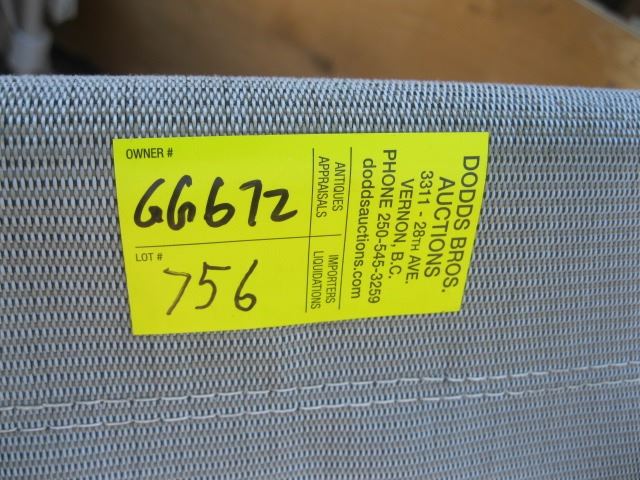 OWNER #
GG672
LOT #
756
ANTIQUES
APPRAISALS
IMPORTERS
LIQUIDATIONS
DODDS BROS.
AUCTIONS
3311 - 28TH AVE.
VERNON, B.C.
PHONE 250-545-3259
doddsauctions.com